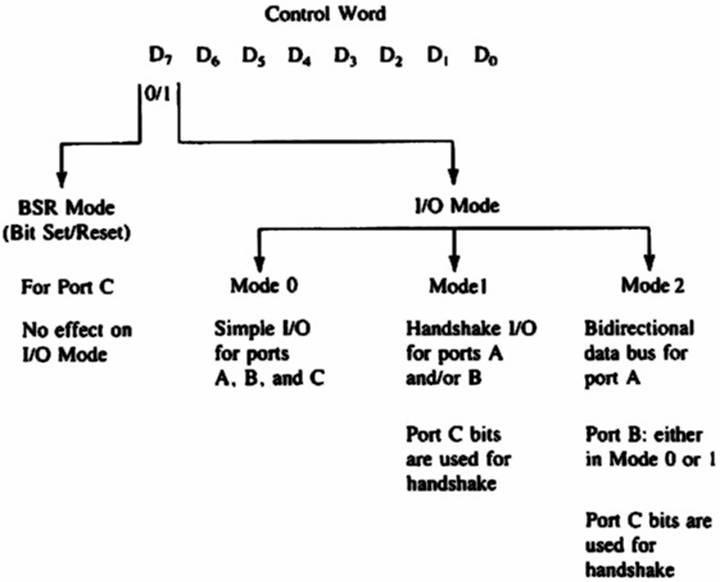 Control Word
D₇ D₆ D₅ D₄ D₃ D₂ D₁ D₀
0/1
BSR Mode
(Bit Set/Reset)
For Port C
No effect on
I/O Mode
I/O Mode
Mode 0
Simple I/O
for ports
A, B, and C
Mode1
Handshake I/O
for ports A
and/or B
Port C bits
are used for
handshake
Mode 2
Bidirectional
data bus for
port A
Port B: either
in Mode 0 or 1
Port C bits are
used for
handshake